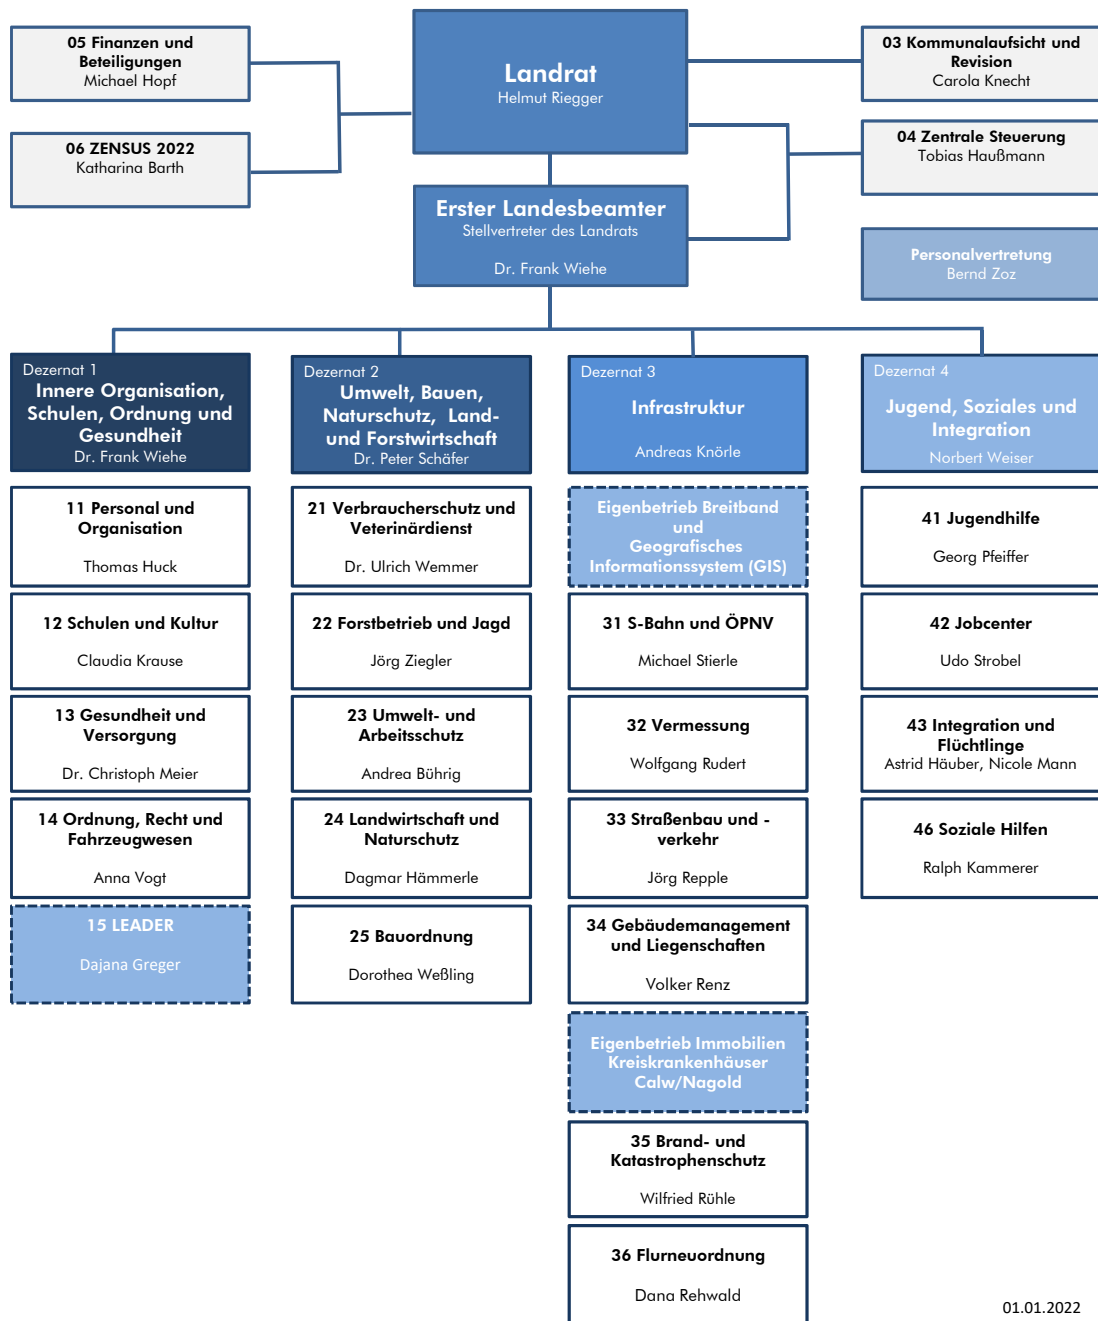 05 Finanzen und
Beteiligungen
Michael Hopf
06 ZENSUS 2022
Katharina Barth
Landrat
Helmut Riegger
Erster Landesbeamter
Stellvertreter des Landrats
Dr. Frank Wiehe
03 Kommunalaufsicht und
Revision
Carola Knecht
04 Zentrale Steuerung
Tobias Haußmann
Personalvertretung
Bernd Zoz
Dezernat 1
Innere Organisation,
Schulen, Ordnung und
Gesundheit
Dr. Frank Wiehe
11 Personal und
Organisation
Thomas Huck
12 Schulen und Kultur
Claudia Krause
13 Gesundheit und
Versorgung
Dr. Christoph Meier
14 Ordnung, Recht und
Fahrzeugwesen
Anna Vogt
15 LEADER
Dajana Greger
Dezernat 2
Umwelt, Bauen,
Naturschutz, Land-
und Forstwirtschaft
Dr. Peter Schäfer
21 Verbraucherschutz und
Veterinärdienst
Dr. Ulrich Wemmer
22 Forstbetrieb und Jagd
Jörg Ziegler
23 Umwelt- und
Arbeitsschutz
Andrea Bührig
24 Landwirtschaft und
Naturschutz
Dagmar Hämmerle
25 Bauordnung
Dorothea Weßling
Dezernat 3
Infrastruktur
Andreas Knörle
Eigenbetrieb Breitband
und
Geografisches
Informationssystem (GIS)
31 S-Bahn und ÖPNV
Michael Stierle
32 Vermessung
Wolfgang Rudert
33 Straßenbau und -
verkehr
Jörg Repple
34 Gebäudemanagement
und Liegenschaften
Volker Renz
Eigenbetrieb Immobilien
Kreiskrankenhäuser
Calw/Nagold
35 Brand- und
Katastrophenschutz
Wilfried Rühle
36 Flurneuordnung
Dana Rehwald
Dezernat 4
Jugend, Soziales und
Integration
Norbert Weiser
41 Jugendhilfe
Georg Pfeiffer
42 Jobcenter
Udo Strobel
43 Integration und
Flüchtlinge
Astrid Häuber, Nicole Mann
46 Soziale Hilfen
Ralph Kammerer
01.01.2022